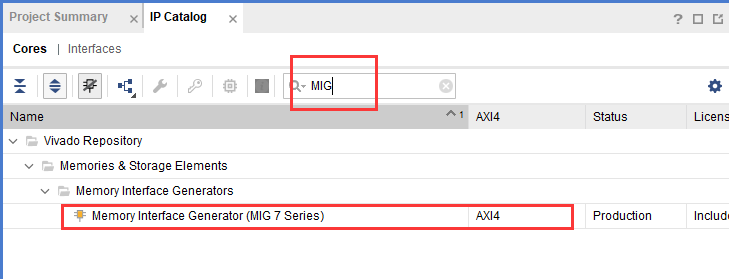 Project Summary × IP Catalog × ?
Cores | Interfaces
MIG
Name 1 AXI4 Status Licens
Vivado Repository
Memories & Storage Elements
Memory Interface Generators
Memory Interface Generator (MIG 7 Series) AXI4 Production Include